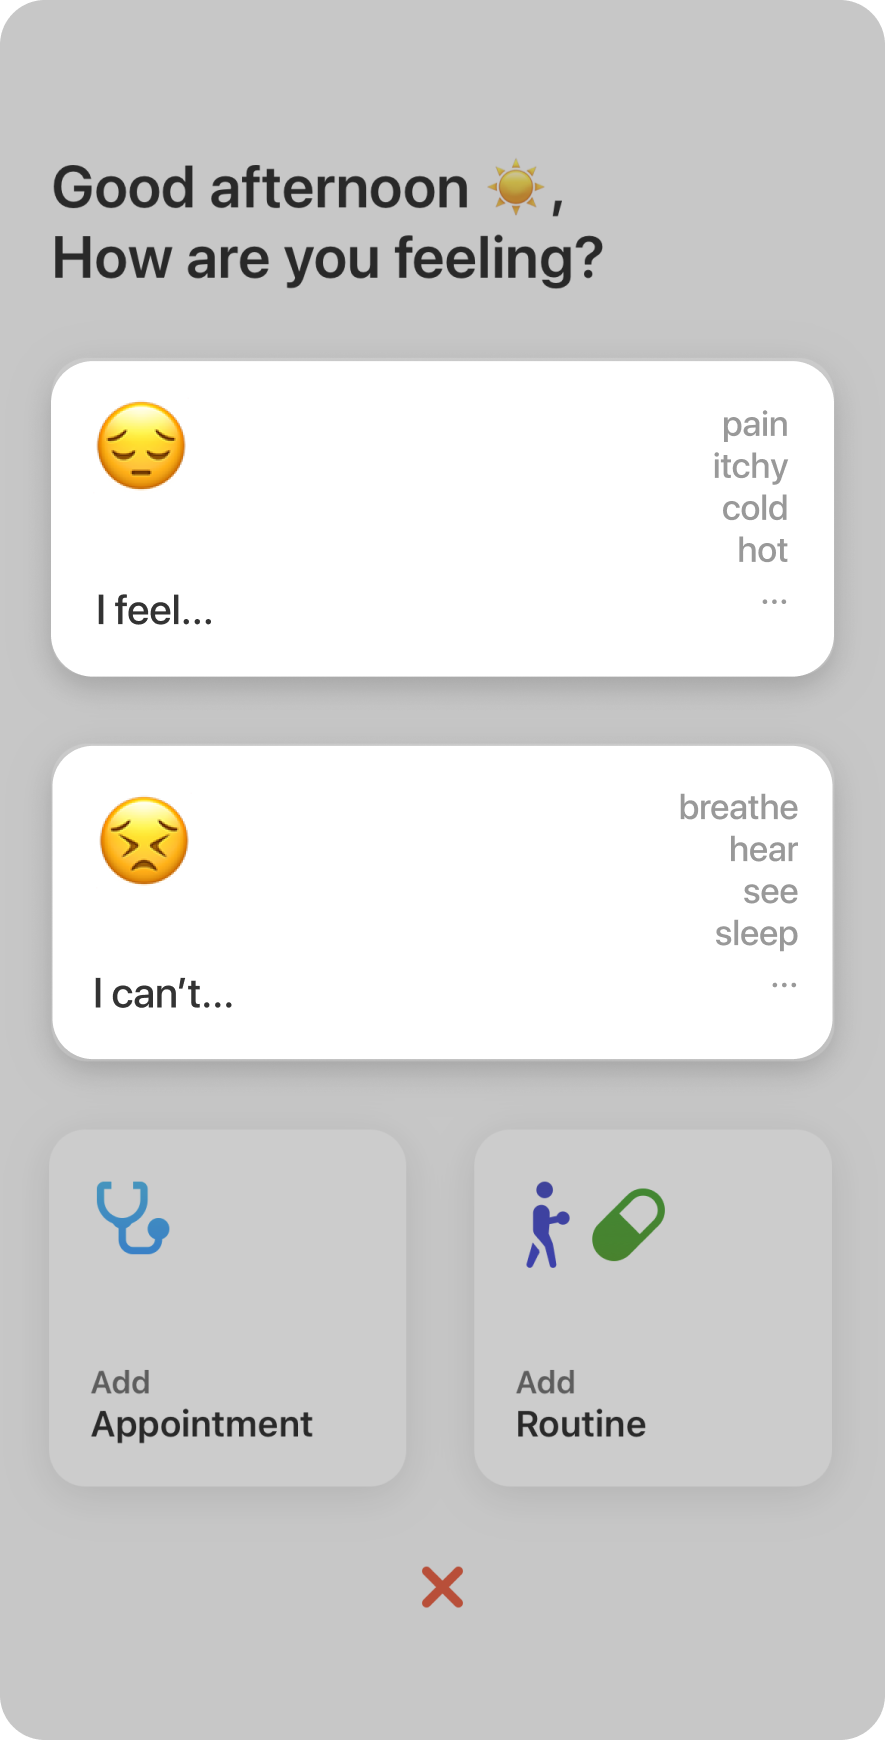 Good afternoon ☀️,
How are you feeling?
pain
itchy
cold
hot
...
I feel...
breathe
hear
see
sleep
...
I can’t...
Add
Appointment
Add
Routine